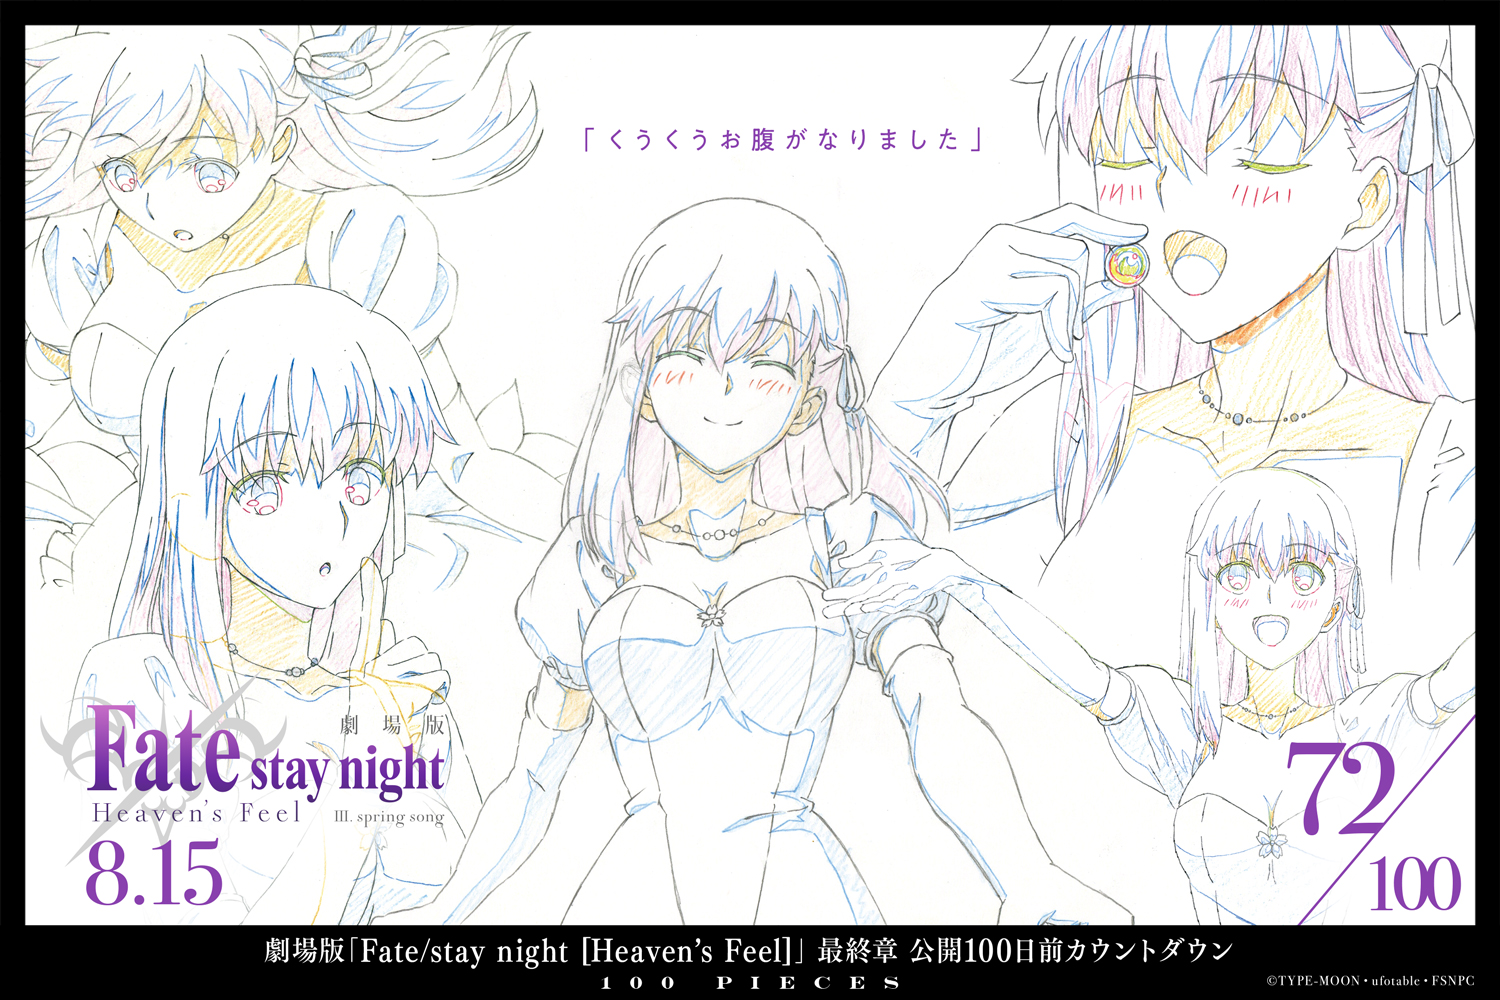 「くうくうお腹がなりました」
劇場版
Fate stay night
Heaven's Feel III. spring song
8.15
72/100
劇場版「Fate/stay night [Heaven's Feel]」 最終章 公開100日前カウントダウン
100 PIECES
©TYPE-MOON・ufotable・FSNPC